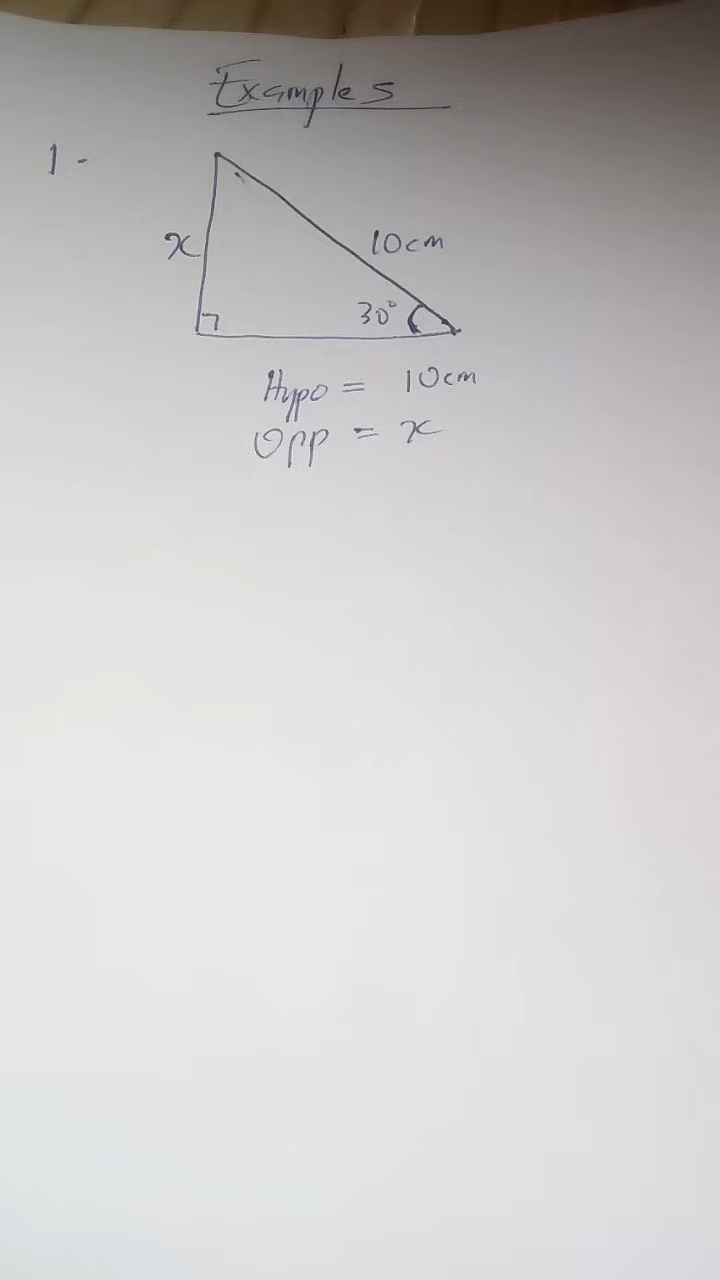 Examples
1 -
x
10cm
30°
Hypo = 10cm
Opp = x